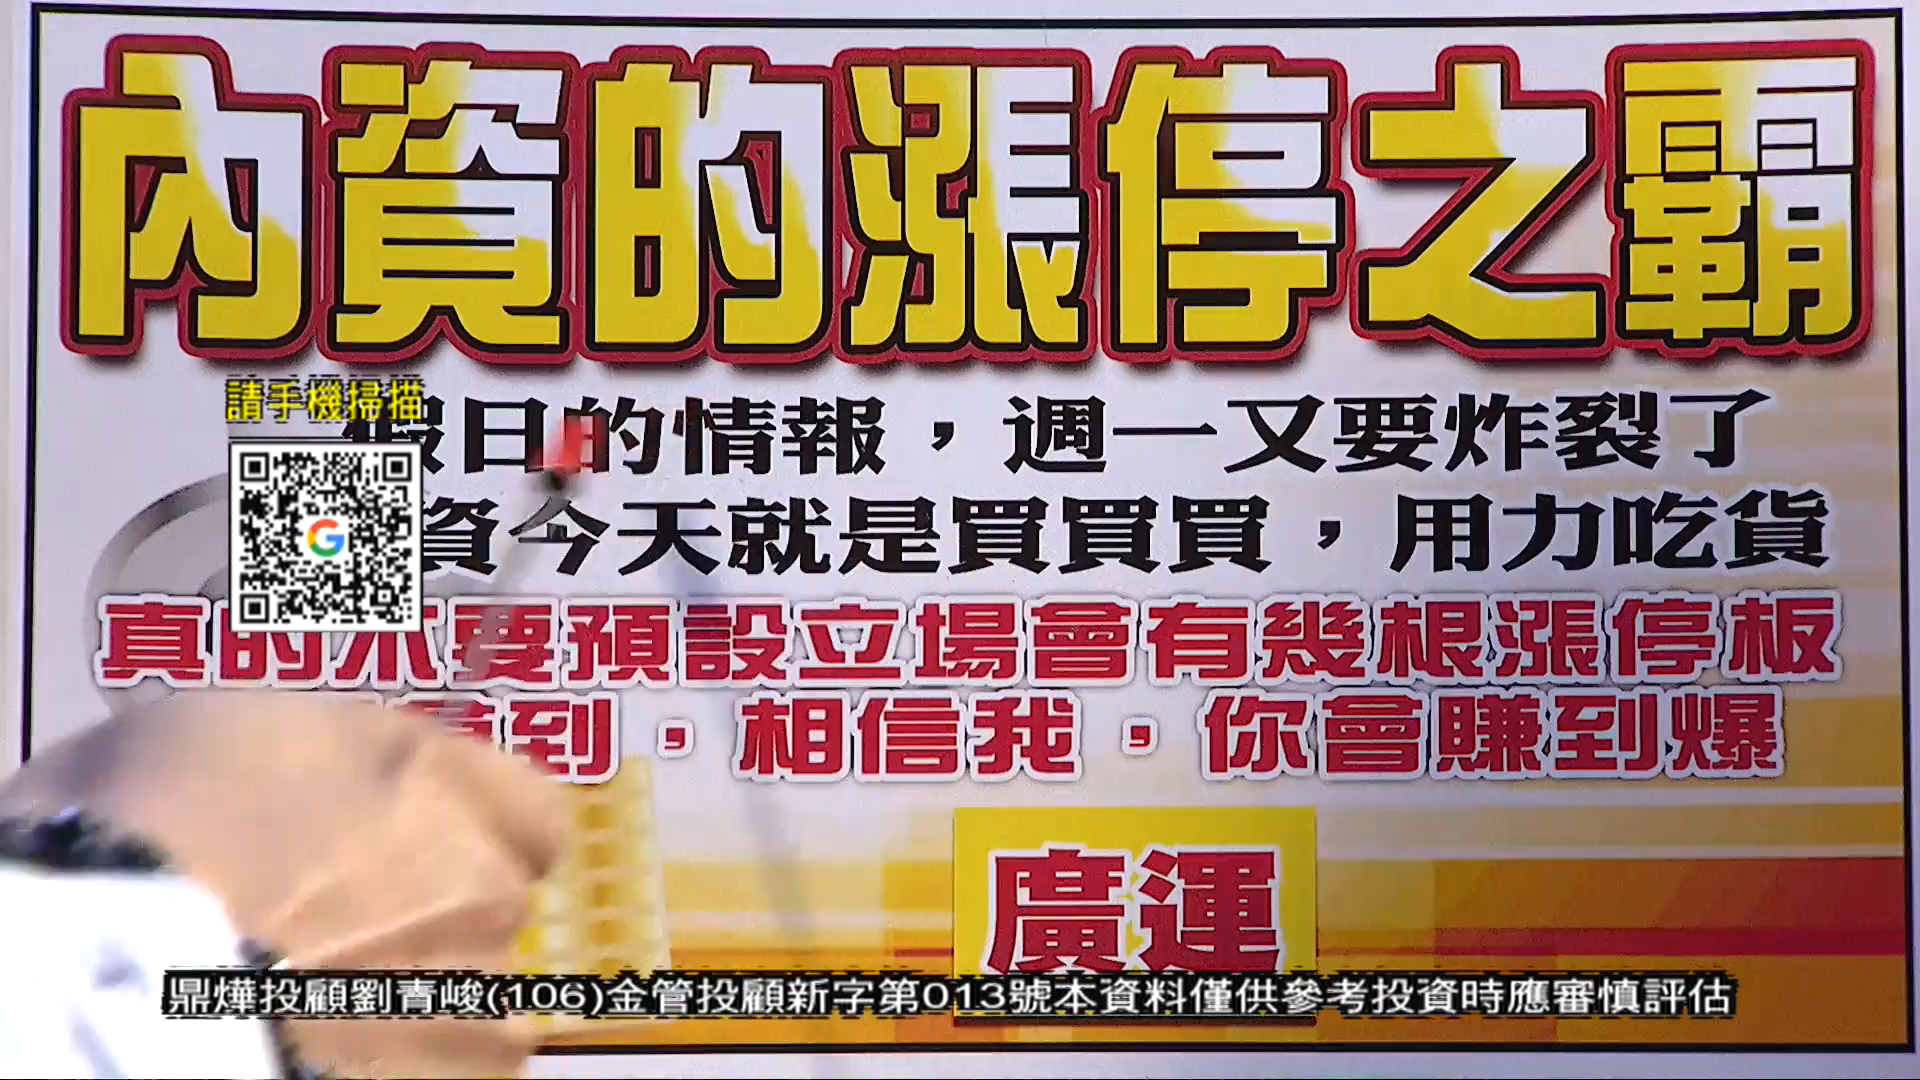 內資的漲停之霸
請手機掃描
假日的情報，週一又要炸裂了
資今天就是買買買，用力吃貨
真的不要預設立場會有幾根漲停板
到，相信我，你會賺到爆
廣運
鼎燁投顧劉青峻(106)金管投顧新字第013號本資料僅供參考投資時應審慎評估